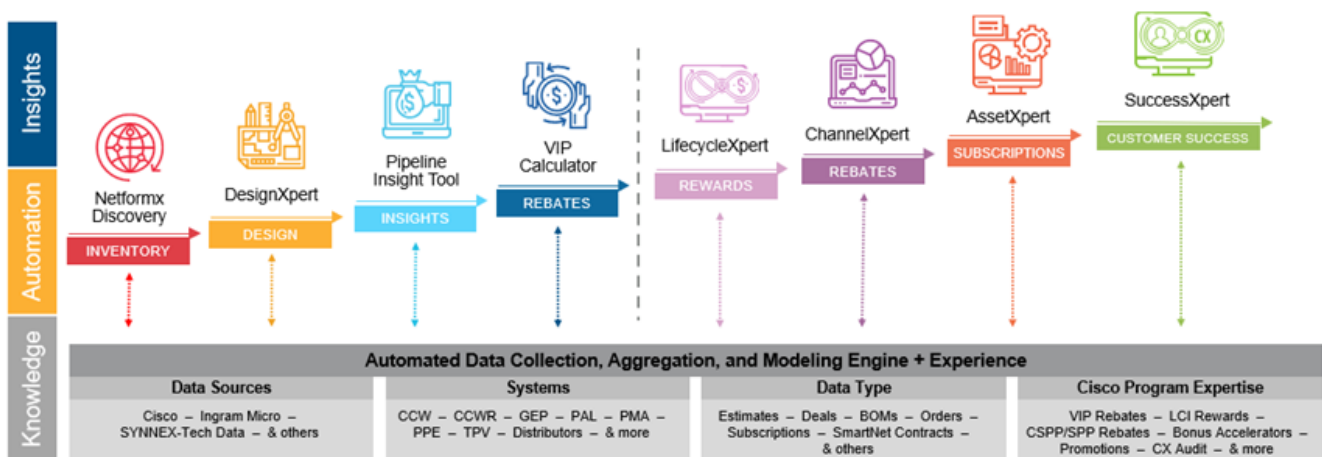 Insights
Automation
Knowledge
Netformx
Discovery
INVENTORY
DesignXpert
DESIGN
Pipeline
Insight Tool
INSIGHTS
VIP
Calculator
REBATES
LifecycleXpert
REWARDS
ChannelXpert
REBATES
AssetXpert
SUBSCRIPTIONS
CX
SuccessXpert
CUSTOMER SUCCESS
Automated Data Collection, Aggregation, and Modeling Engine + Experience
Data Sources
Cisco – Ingram Micro –
SYNNEX-Tech Data – & others
Systems
CCW – CCWR – GEP – PAL – PMA –
PPE – TPV – Distributors – & more
Data Type
Estimates – Deals – BOMs – Orders –
Subscriptions – SmartNet Contracts –
& others
Cisco Program Expertise
VIP Rebates – LCI Rewards –
CSPP/SPP Rebates – Bonus Accelerators –
Promotions – CX Audit – & more